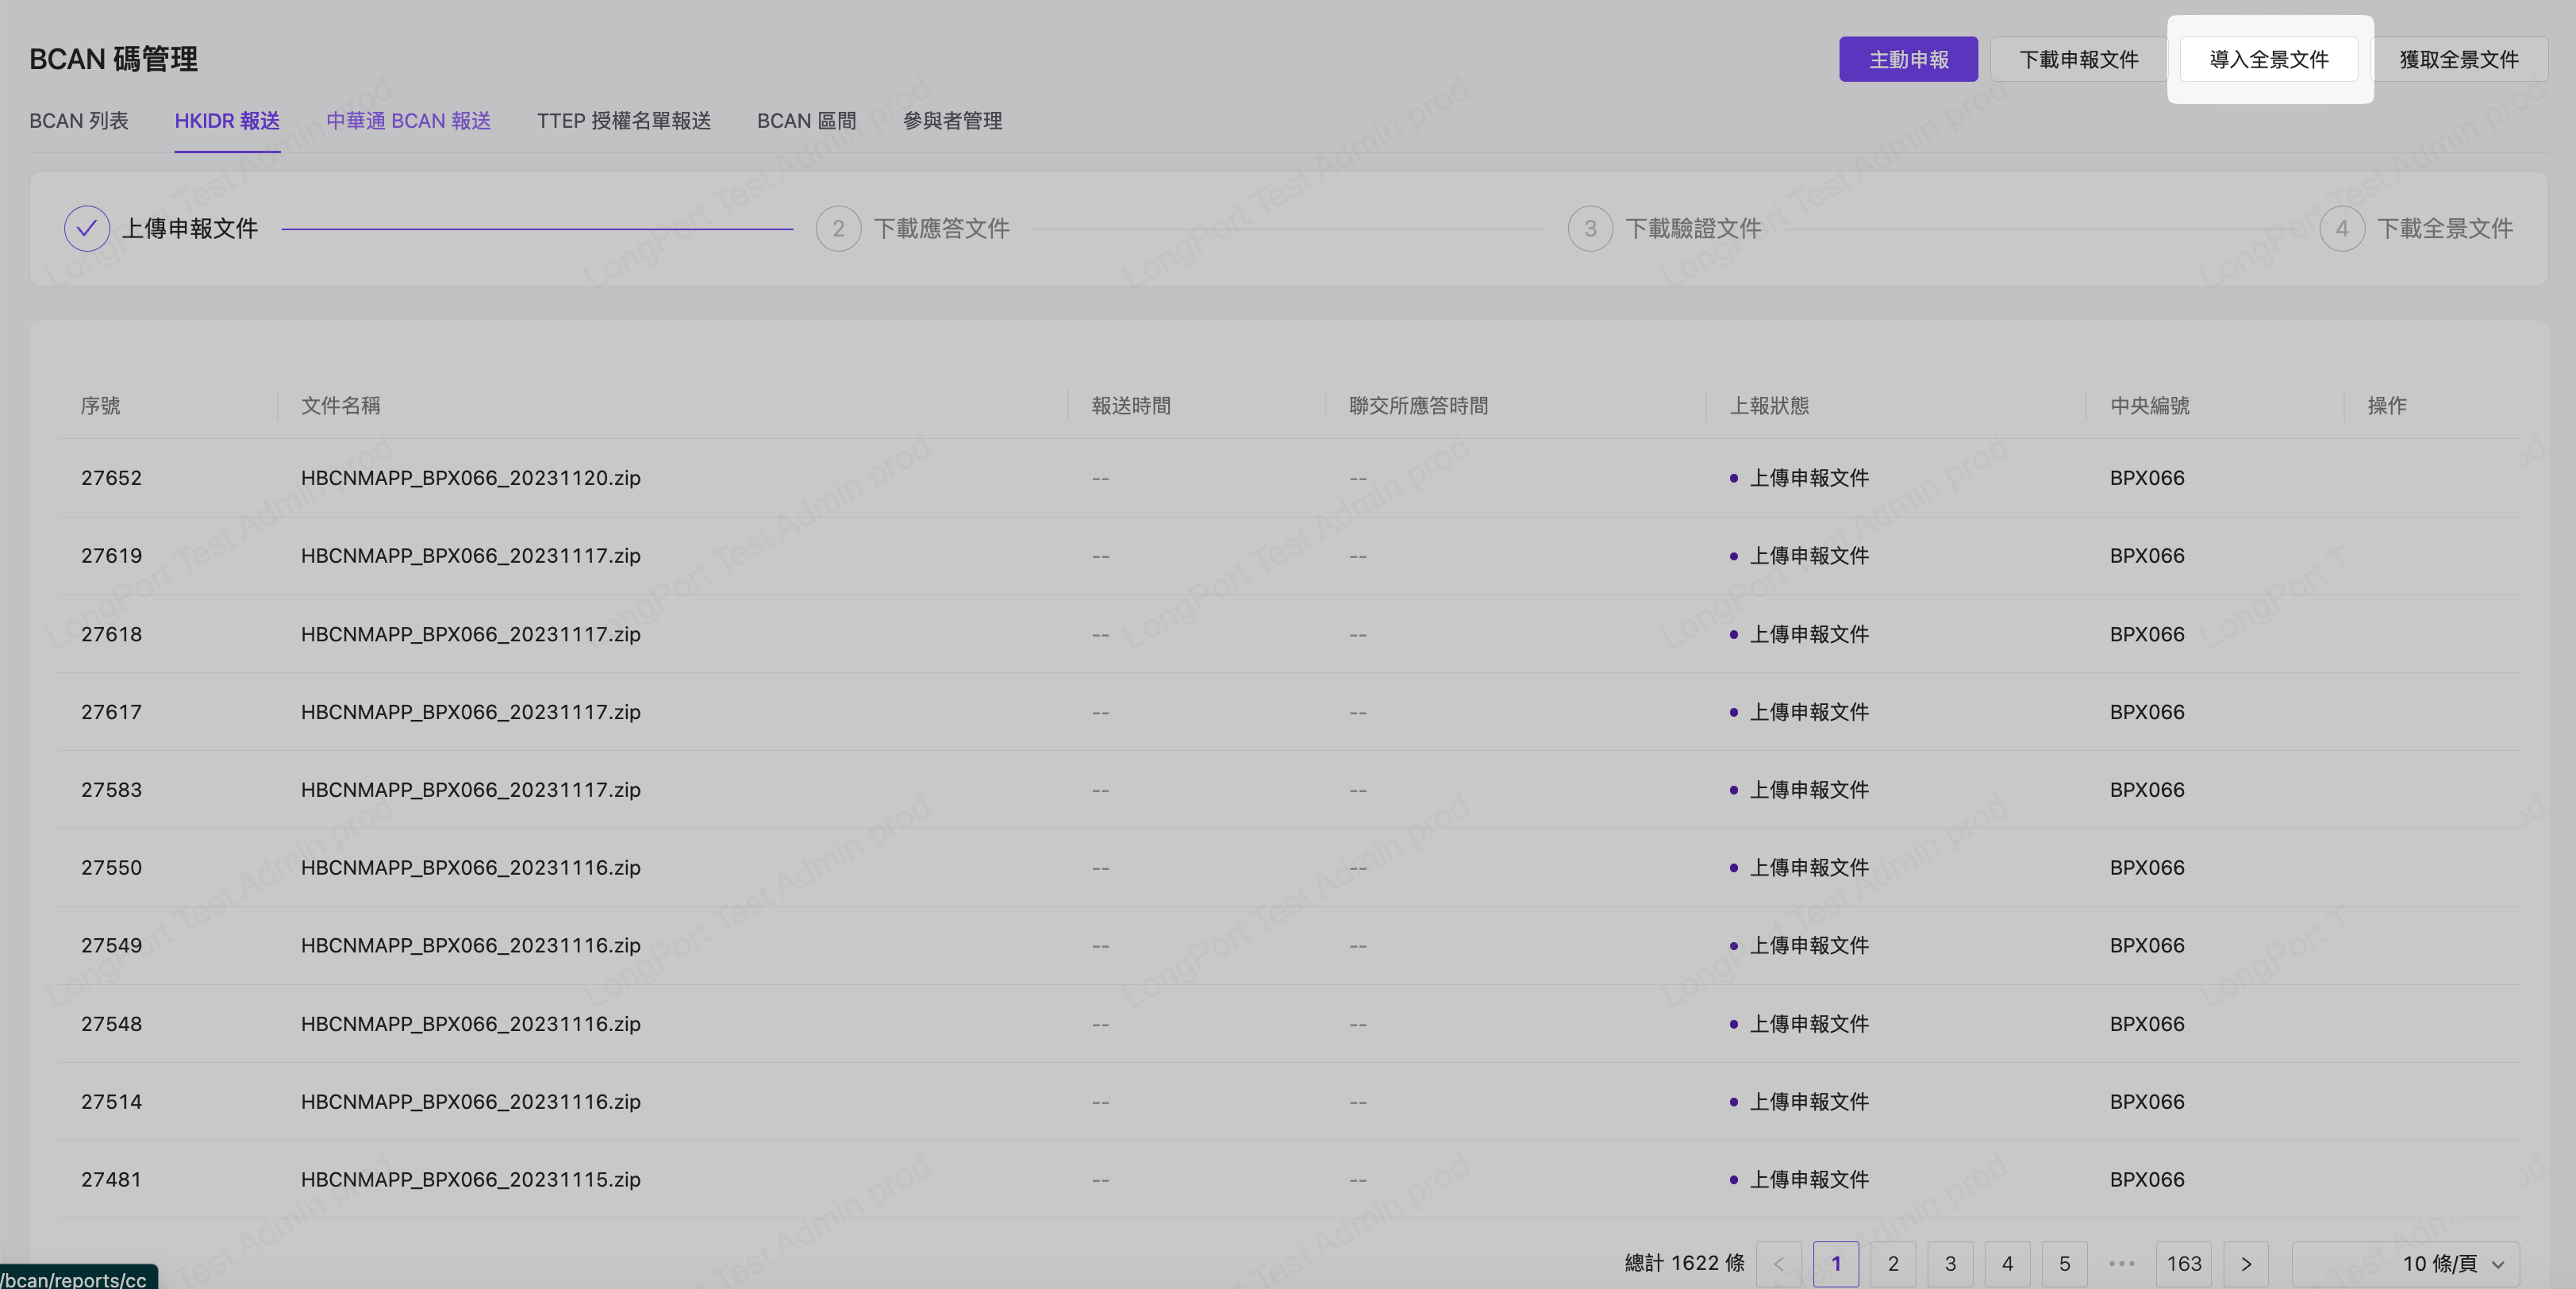 BCAN 碼管理
主動申報 下載申報文件 導入全景文件 獲取全景文件
BCAN 列表 HKIDR 報送 中華通 BCAN 報送 TTEP 授權名單報送 BCAN 區間 參與者管理
上傳申報文件 2 下載應答文件 3 下載驗證文件 4 下載全景文件
序號 文件名稱 報送時間 聯交所應答時間 上報狀態 中央編號 操作
27652 HBCNMAPP_BPX066_20231120.zip -- -- 上傳申報文件 BPX066
27619 HBCNMAPP_BPX066_20231117.zip -- -- 上傳申報文件 BPX066
27618 HBCNMAPP_BPX066_20231117.zip -- -- 上傳申報文件 BPX066
27617 HBCNMAPP_BPX066_20231117.zip -- -- 上傳申報文件 BPX066
27583 HBCNMAPP_BPX066_20231117.zip -- -- 上傳申報文件 BPX066
27550 HBCNMAPP_BPX066_20231116.zip -- -- 上傳申報文件 BPX066
27549 HBCNMAPP_BPX066_20231116.zip -- -- 上傳申報文件 BPX066
27548 HBCNMAPP_BPX066_20231116.zip -- -- 上傳申報文件 BPX066
27514 HBCNMAPP_BPX066_20231116.zip -- -- 上傳申報文件 BPX066
27481 HBCNMAPP_BPX066_20231115.zip -- -- 上傳申報文件 BPX066
總計 1622 條 < 1 2 3 4 5 ••• 163 > 10 條/頁
/bcan/reports/cc
LongPort Test Admin prod